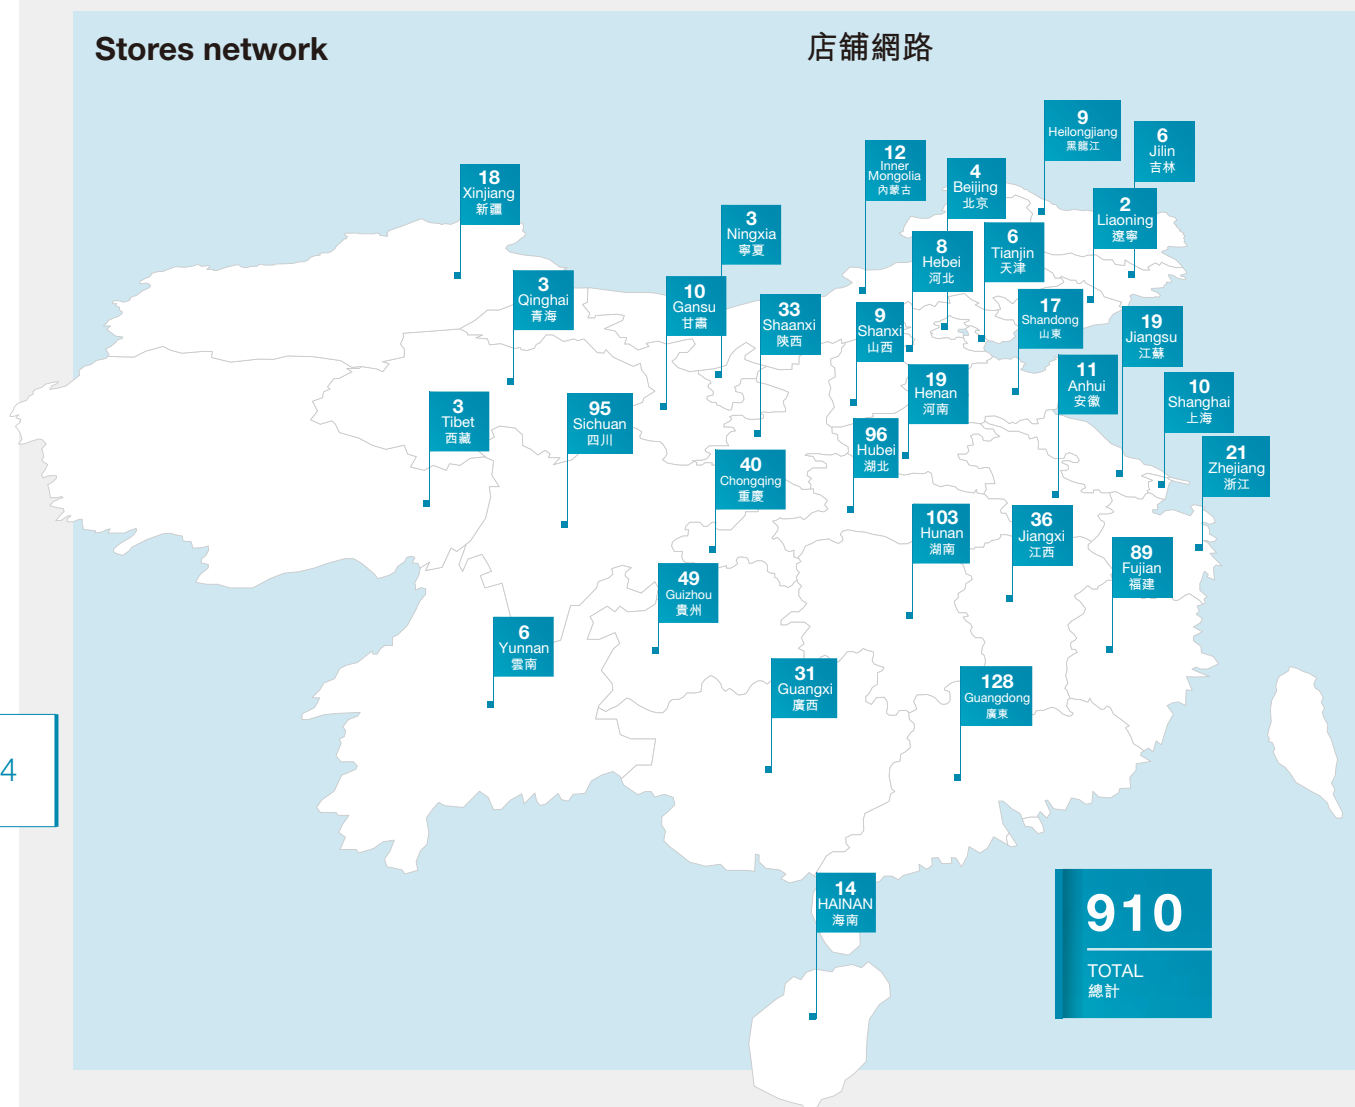 Stores network
店舖網路
9
Heilongjiang
黑龍江
6
Jilin
吉林
12
Inner
Mongolia
內蒙古
4
Beijing
北京
18
Xinjiang
新疆
2
Liaoning
遼寧
3
Ningxia
寧夏
6
Tianjin
天津
8
Hebei
河北
3
Qinghai
青海
10
Gansu
甘肅
33
Shaanxi
陝西
9
Shanxi
山西
17
Shandong
山東
19
Jiangsu
江蘇
11
Anhui
安徽
19
Henan
河南
10
Shanghai
上海
3
Tibet
西藏
95
Sichuan
四川
96
Hubei
湖北
21
Zhejiang
浙江
40
Chongqing
重慶
103
Hunan
湖南
36
Jiangxi
江西
89
Fujian
福建
49
Guizhou
貴州
6
Yunnan
雲南
31
Guangxi
廣西
128
Guangdong
廣東
4
14
HAINAN
海南
910
TOTAL
總計